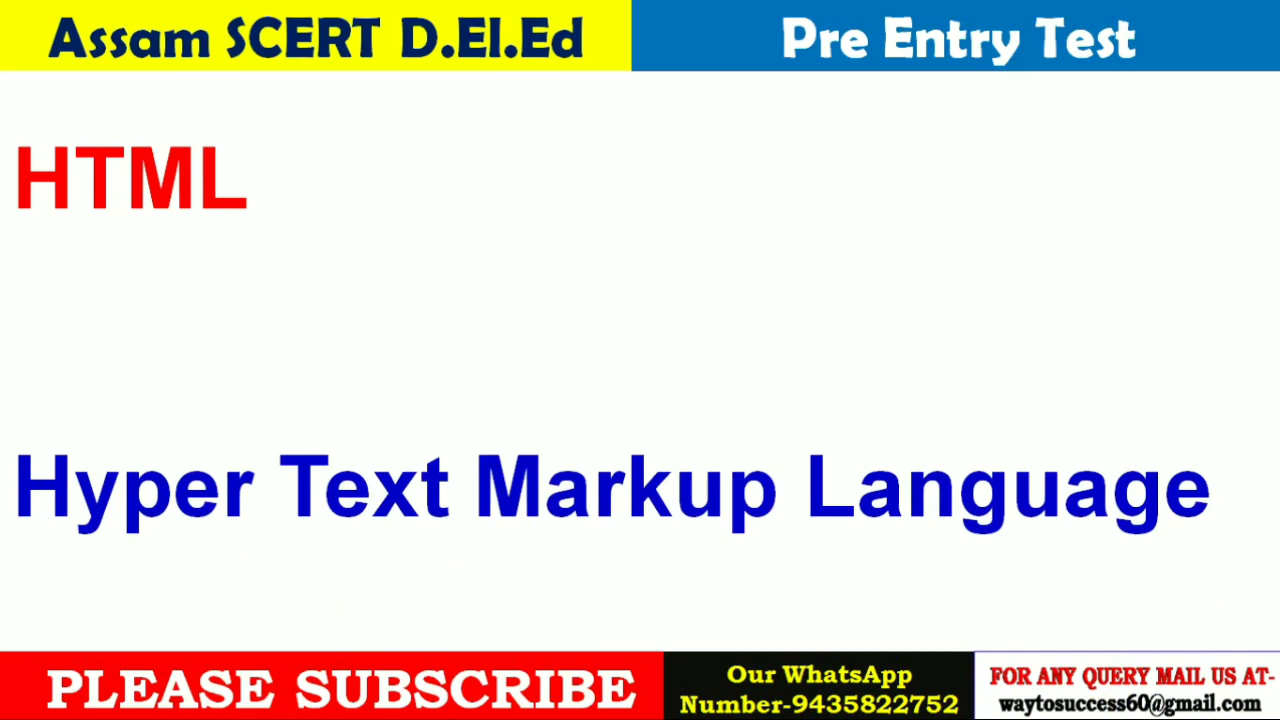 Assam SCERT D.El.Ed
Pre Entry Test
HTML
Hyper Text Markup Language
PLEASE SUBSCRIBE
Our WhatsApp
Number-9435822752
FOR ANY QUERY MAIL US AT-
waytosuccess60@gmail.com